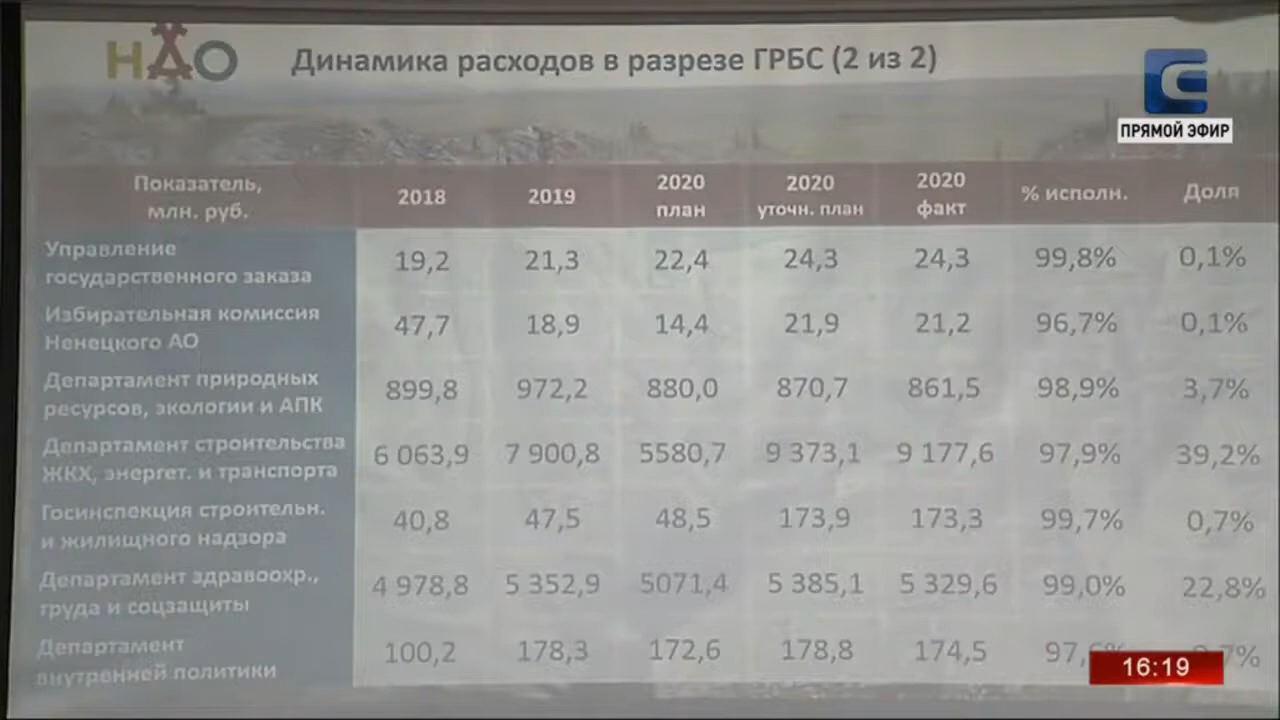 НАО
Динамика расходов в разрезе ГРБС (2 из 2)
ПРЯМОЙ ЭФИР
Показатель,
млн. руб.
2018
2019
2020
план
2020
уточн. план
2020
факт
% исполн.
Доля
Управление
государственного заказа
19,2 21,3 22,4 24,3 24,3 99,8% 0,1%
Избирательная комиссия
Ненецкого АО
47,7 18,9 14,4 21,9 21,2 96,7% 0,1%
Департамент природных
ресурсов, экологии и АПК
899,8 972,2 880,0 870,7 861,5 98,9% 3,7%
Департамент строительства
ЖКХ, энергет. и транспорта
6 063,9 7 900,8 5580,7 9 373,1 9 177,6 97,9% 39,2%
Госинспекция строительн.
и жилищного надзора
40,8 47,5 48,5 173,9 173,3 99,7% 0,7%
Департамент здравоохр.,
труда и соцзащиты
4 978,8 5 352,9 5071,4 5 385,1 5 329,6 99,0% 22,8%
Департамент
внутренней политики
100,2 178,3 172,6 178,8 174,5
16:19